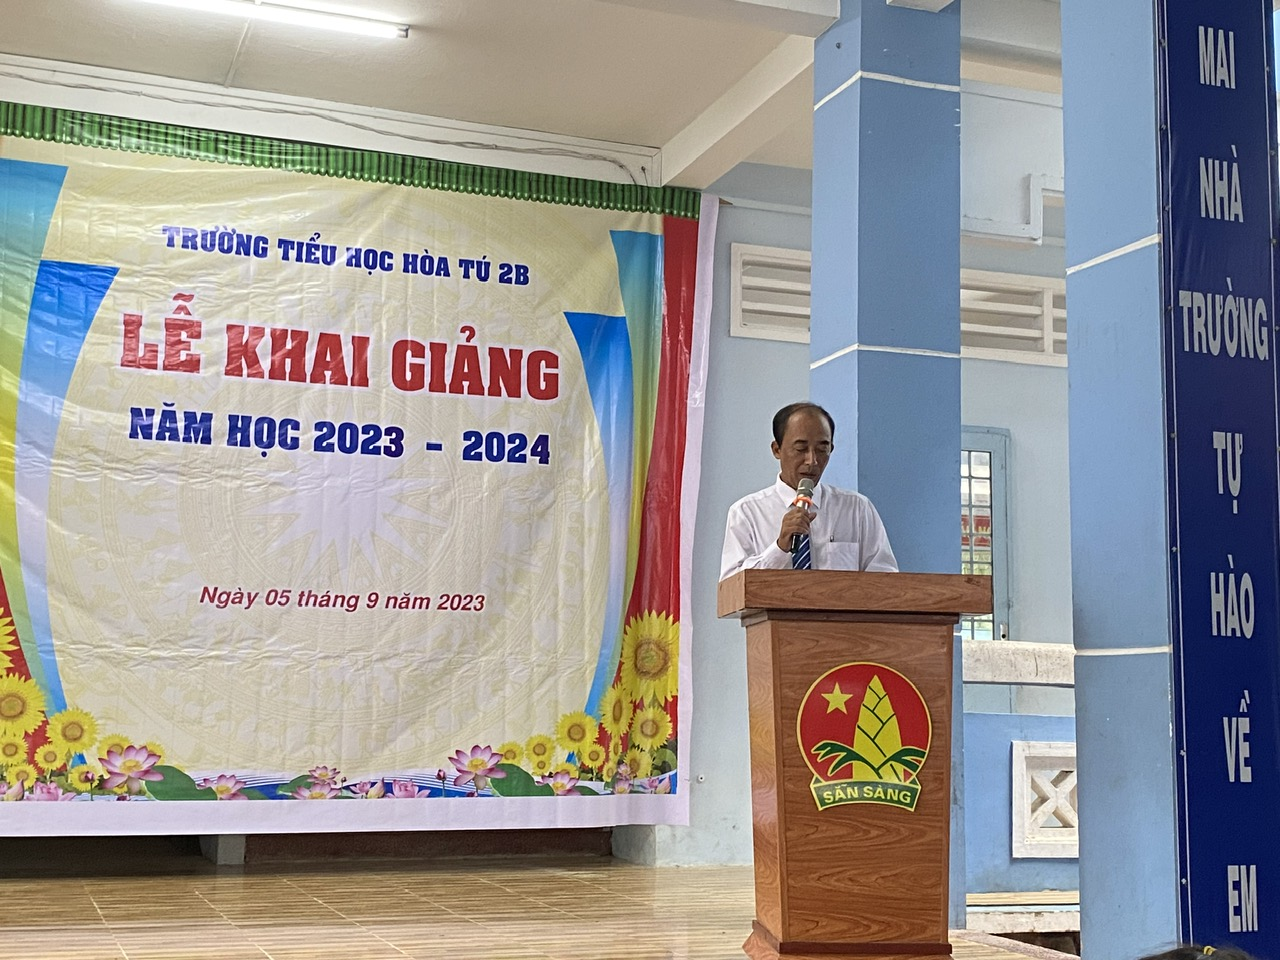 TRƯỜNG TIỂU HỌC HÒA TÚ 2B
LỄ KHAI GIẢNG
NĂM HỌC 2023 - 2024
Ngày 05 tháng 9 năm 2023
SẴN SÀNG
MAI
NHÀ
TRƯỜNG
TỰ
HÀO
VỀ
EM